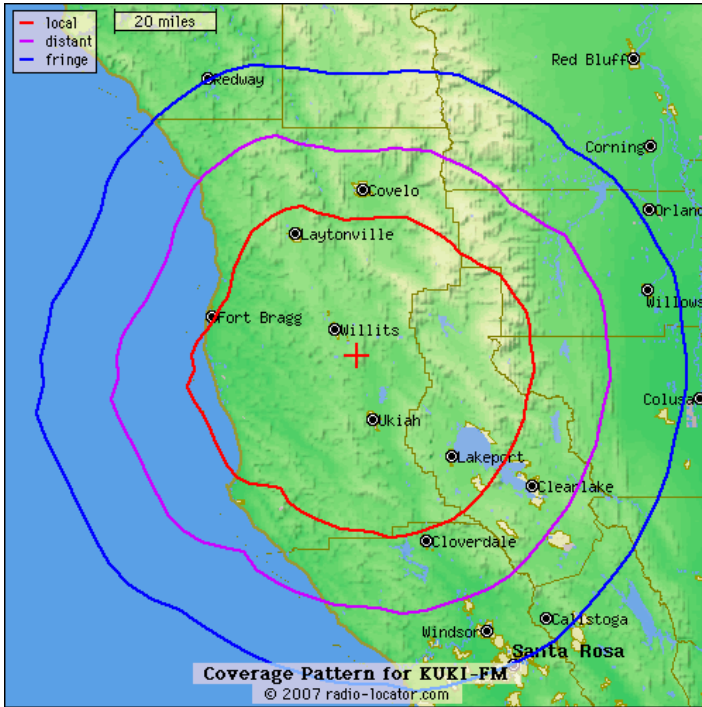 local
distant
fringe
20 miles
Red Bluff
Redway
Corning
Covelo
Orlan
Laytonville
Willows
Fort Bragg
Willits
Colusa
Ukiah
Lakeport
Clearlake
Cloverdale
Calistoga
Windsor
Santa Rosa
Coverage Pattern for KUKI-FM
© 2007 radio-locator.com